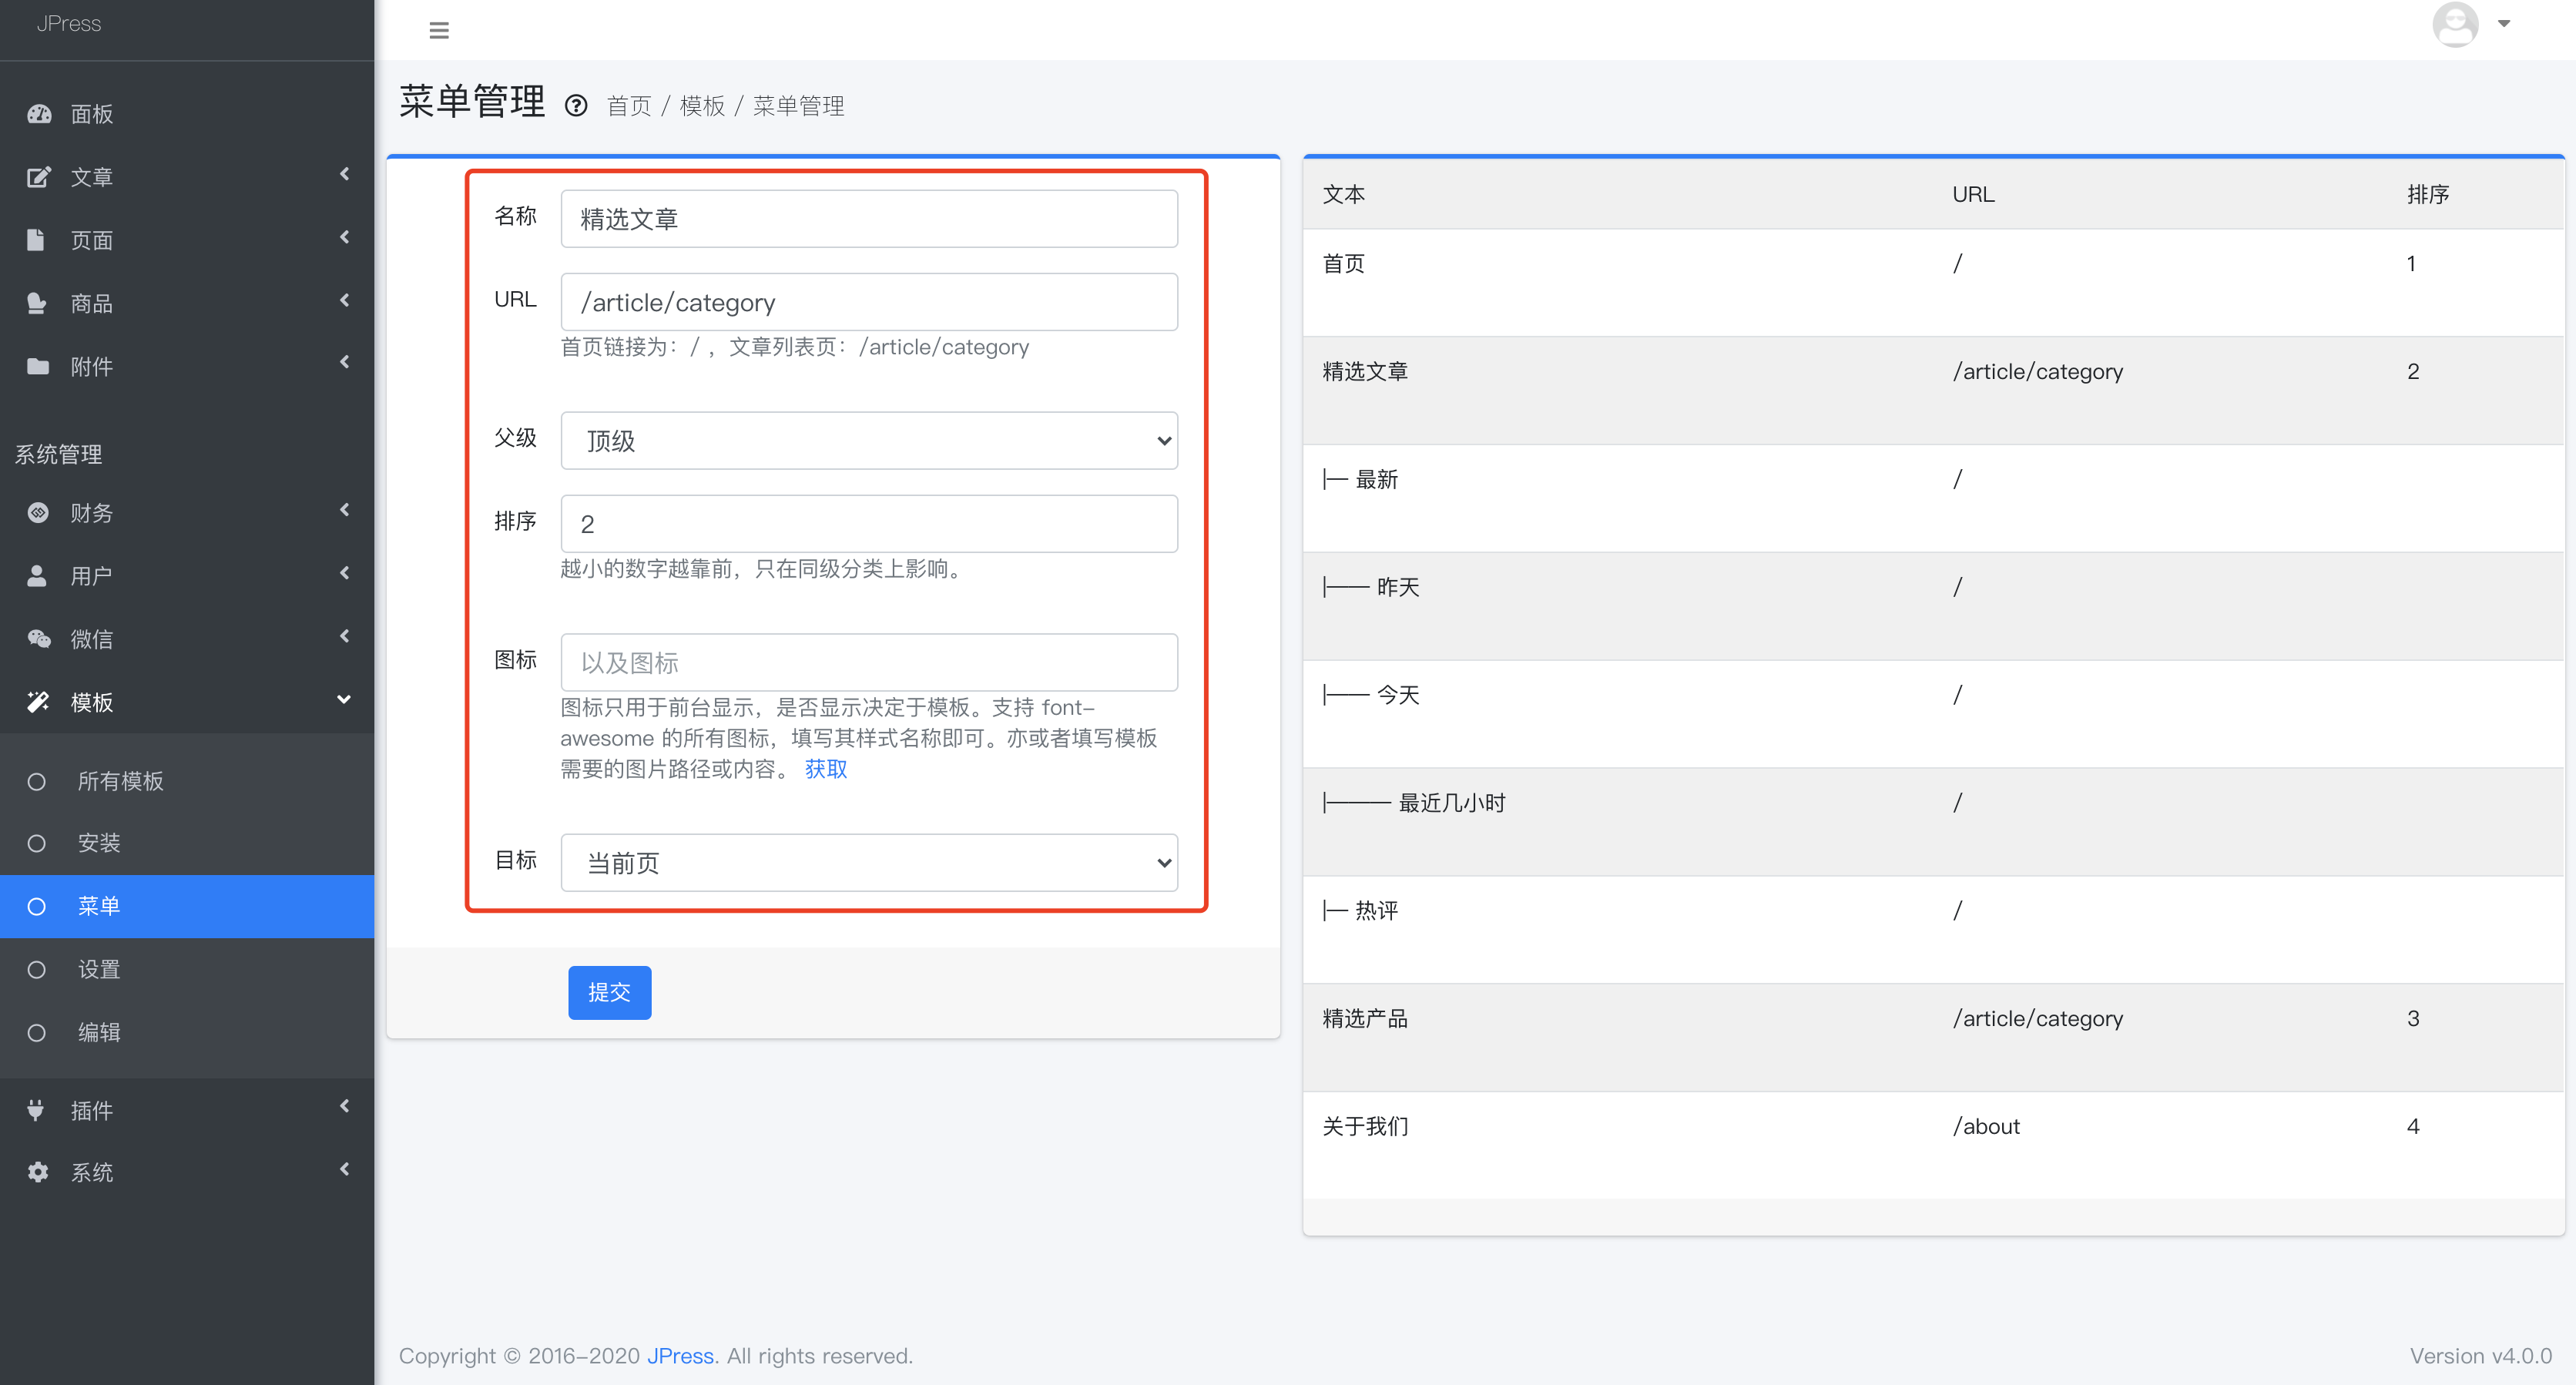 JPress
面板
文章
页面
商品
附件
系统管理
财务
用户
微信
模板
所有模板
安装
菜单
设置
编辑
插件
系统
菜单管理 首页 / 模板 / 菜单管理
名称 精选文章
URL /article/category
首页链接为：/ ，文章列表页：/article/category
父级 顶级
排序 2
越小的数字越靠前，只在同级分类上影响。
图标 以及图标
图标只用于前台显示，是否显示决定于模板。支持 font-
awesome 的所有图标，填写其样式名称即可。亦或者填写模板
需要的图片路径或内容。 获取
目标 当前页
提交
文本 URL 排序
首页 / 1
精选文章 /article/category 2
|— 最新 /
|—— 昨天 /
|—— 今天 /
|——— 最近几小时 /
|— 热评 /
精选产品 /article/category 3
关于我们 /about 4
Copyright © 2016-2020 JPress. All rights reserved.
Version v4.0.0